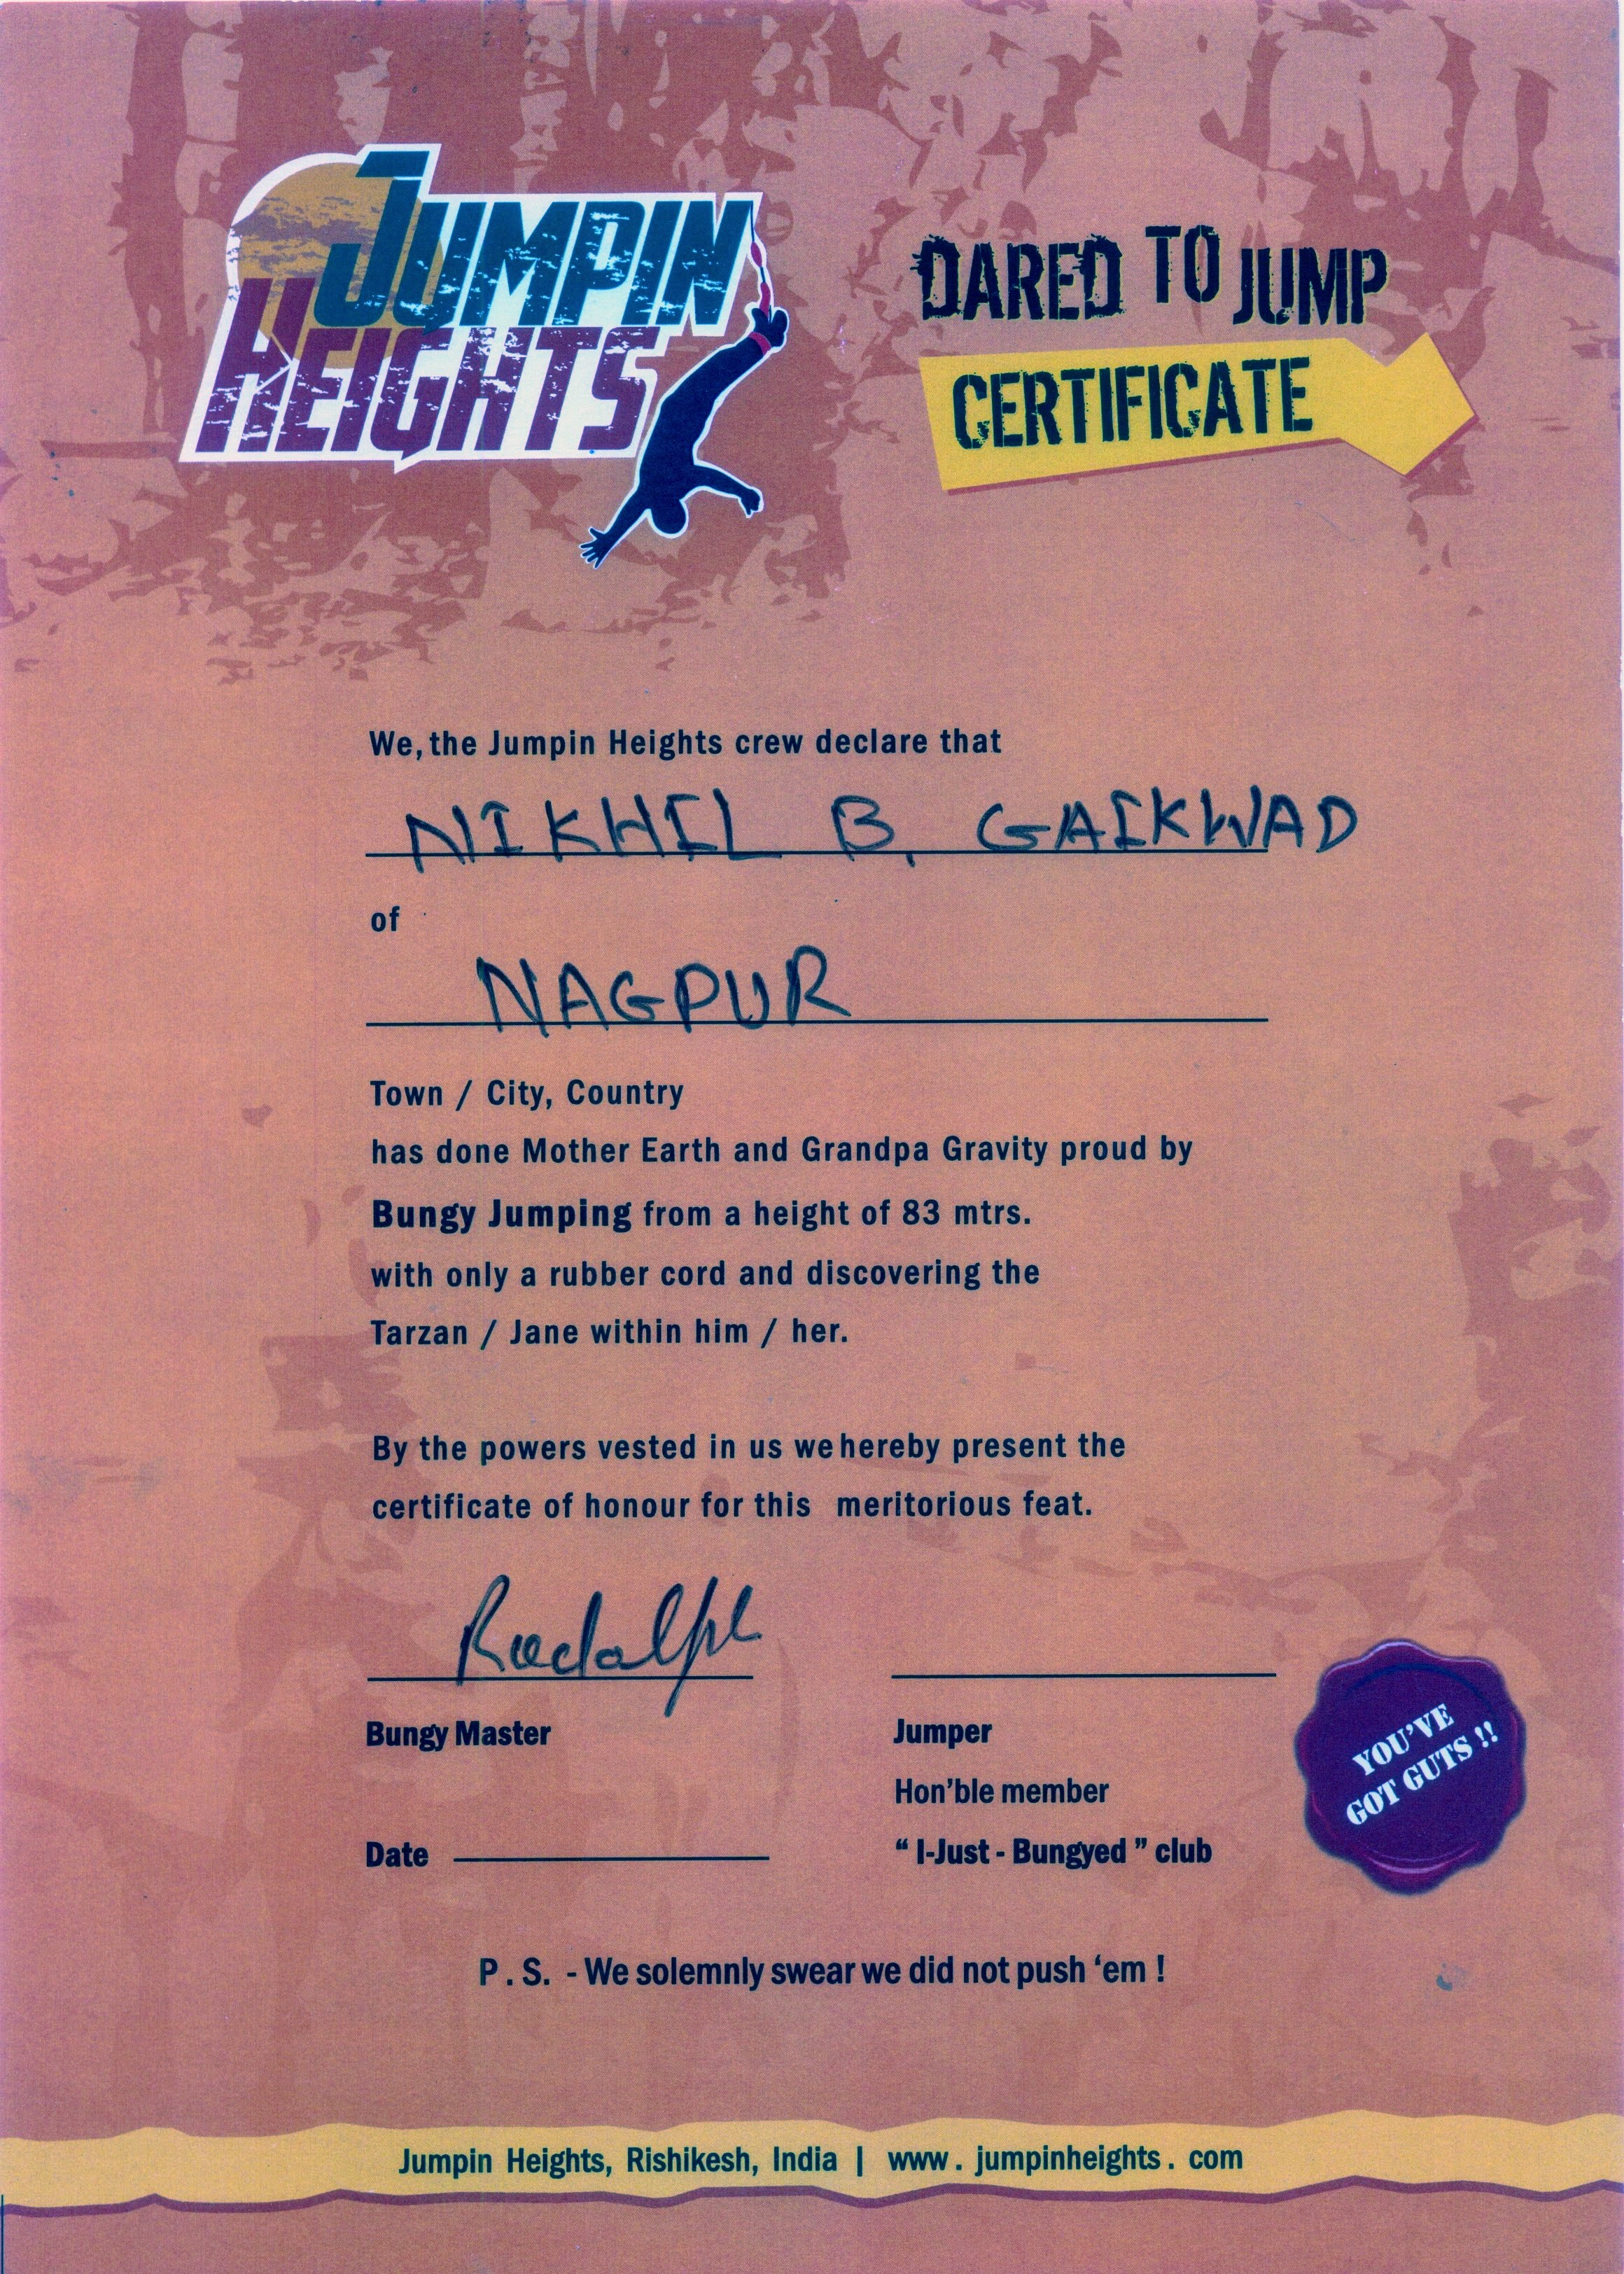 JUMPIN
HEIGHTS
DARED TO JUMP
CERTIFICATE
We, the Jumpin Heights crew declare that
NIKHIL B. GAIKWAD
of
NAGPUR
Town / City, Country
has done Mother Earth and Grandpa Gravity proud by
Bungy Jumping from a height of 83 mtrs.
with only a rubber cord and discovering the
Tarzan / Jane within him / her.
By the powers vested in us we hereby present the
certificate of honour for this meritorious feat.
Rudalph
Bungy Master
Jumper
Hon'ble member
Date
“ I-Just - Bungyed ” club
YOU'VE
GOT GUTS !!
P . S. - We solemnly swear we did not push ‘em !
Jumpin Heights, Rishikesh, India | www . jumpinheights . com